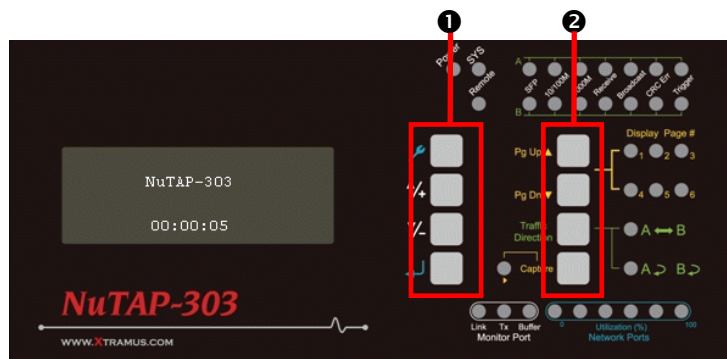 ❶ ❷
Power SYS
Remote
A
SFP 10/100M 1000M Receive Broadcast CRC Err Trigger
B
NuTAP-303
00:00:05
Display Page #
Pg Up▲
1 2 3
Pg Dn▼
4 5 6
Traffic
Direction
A ↔ B
Capture
A B
NuTAP-303
WWW.XTRAMUS.COM
Link Tx Buffer
Monitor Port
0 100
Utilization (%)
Network Ports